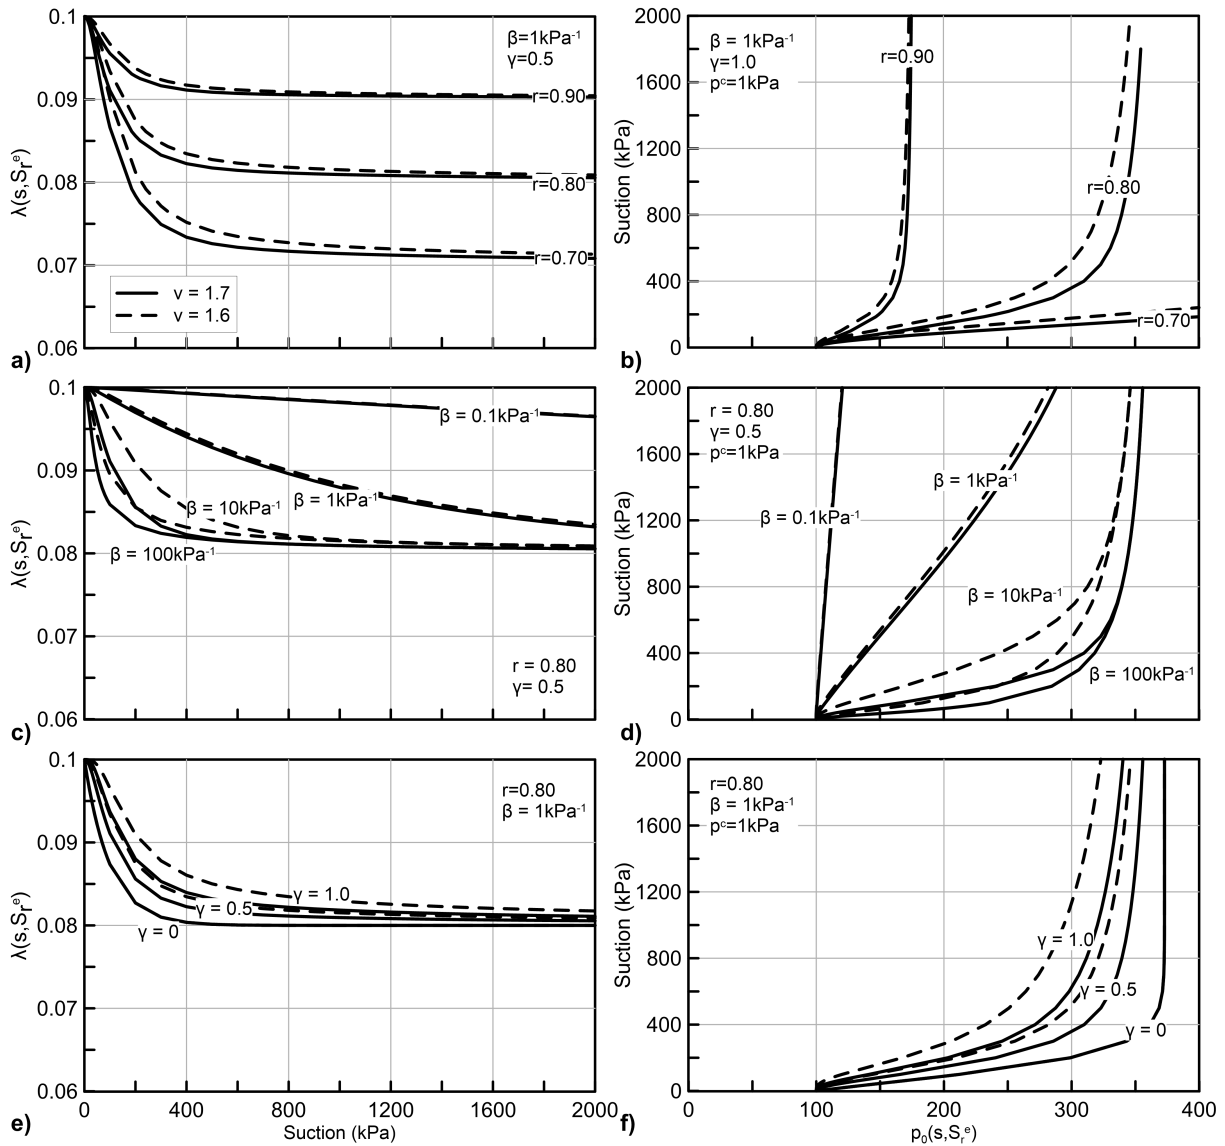 0.1
0.09
0.08
0.07
0.06
λ(s,Srᵉ)
β=1kPa⁻¹
γ=0.5
r=0.90
r=0.80
r=0.70
v = 1.7
v = 1.6
a)
2000
1600
1200
800
400
0
Suction (kPa)
β = 1kPa⁻¹
γ=1.0
pᶜ=1kPa
r=0.90
r=0.80
r=0.70
b)
0.1
0.09
0.08
0.07
0.06
λ(s,Srᵉ)
β = 0.1kPa⁻¹
β = 1kPa⁻¹
β = 10kPa⁻¹
β = 100kPa⁻¹
r = 0.80
γ= 0.5
c)
2000
1600
1200
800
400
0
Suction (kPa)
r = 0.80
γ= 0.5
pᶜ=1kPa
β = 1kPa⁻¹
β = 0.1kPa⁻¹
β = 10kPa⁻¹
β = 100kPa⁻¹
d)
0.1
0.09
0.08
0.07
0.06
λ(s,Srᵉ)
r=0.80
β = 1kPa⁻¹
γ = 1.0
γ = 0.5
γ = 0
0
400
800
1200
1600
2000
Suction (kPa)
e)
2000
1600
1200
800
400
0
Suction (kPa)
r=0.80
β = 1kPa⁻¹
pᶜ=1kPa
γ = 1.0
γ = 0.5
γ = 0
0
100
200
300
400
p₀(s,Sᵣᵉ)
f)